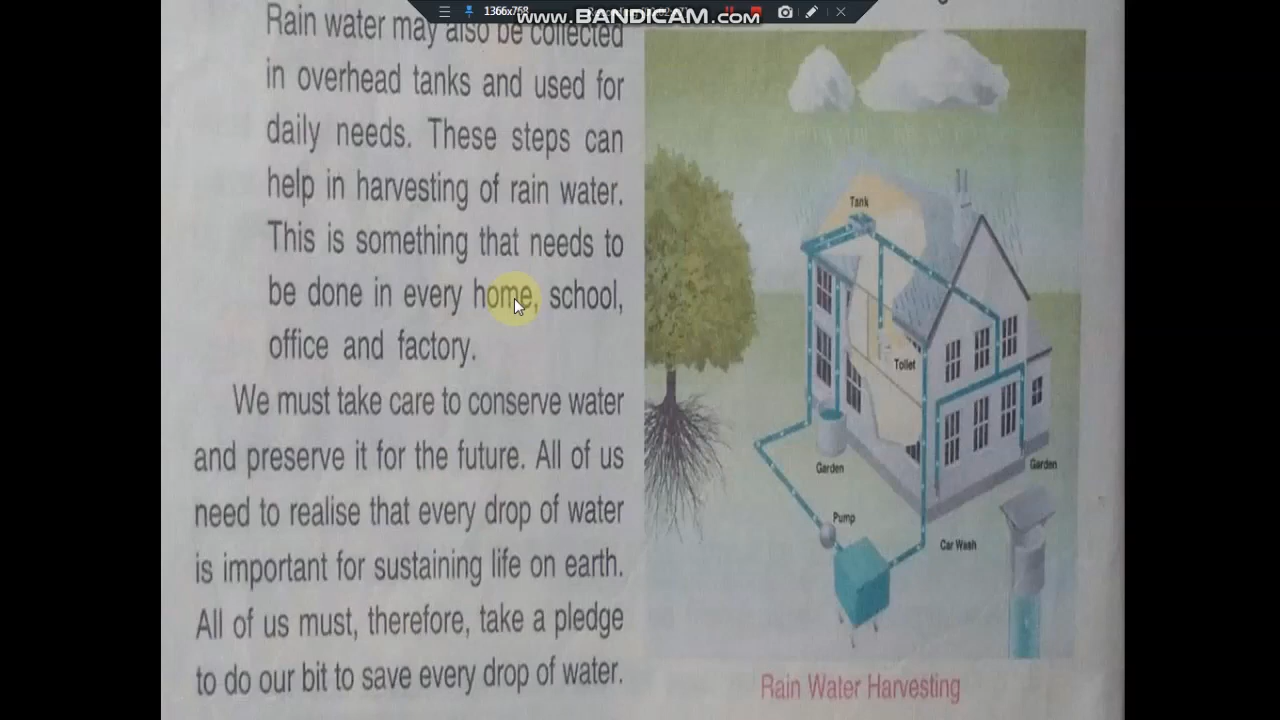 1366x768
www.BANDICAM.com
Rain water may also be collected
in overhead tanks and used for
daily needs. These steps can
help in harvesting of rain water.
This is something that needs to
be done in every home, school,
office and factory.
We must take care to conserve water
and preserve it for the future. All of us
need to realise that every drop of water
is important for sustaining life on earth.
All of us must, therefore, take a pledge
to do our bit to save every drop of water.
Tank
Toilet
Garden
Garden
Pump
Car Wash
Rain Water Harvesting